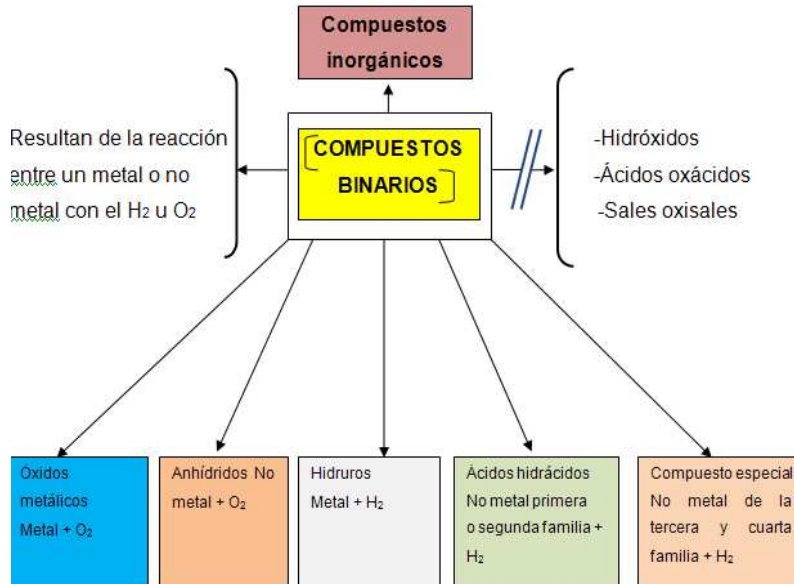 Compuestos
inorgánicos
Resultan de la reacción
entre un metal o no
metal con el H₂ u O₂
COMPUESTOS
BINARIOS
-Hidróxidos
-Ácidos oxácidos
-Sales oxisales
Óxidos
metálicos
Metal + O₂
Anhídridos No
metal + O₂
Hidruros
Metal + H₂
Ácidos hidrácidos
No metal primera
o segunda familia +
H₂
Compuesto especial
No metal de la
tercera y cuarta
familia + H₂